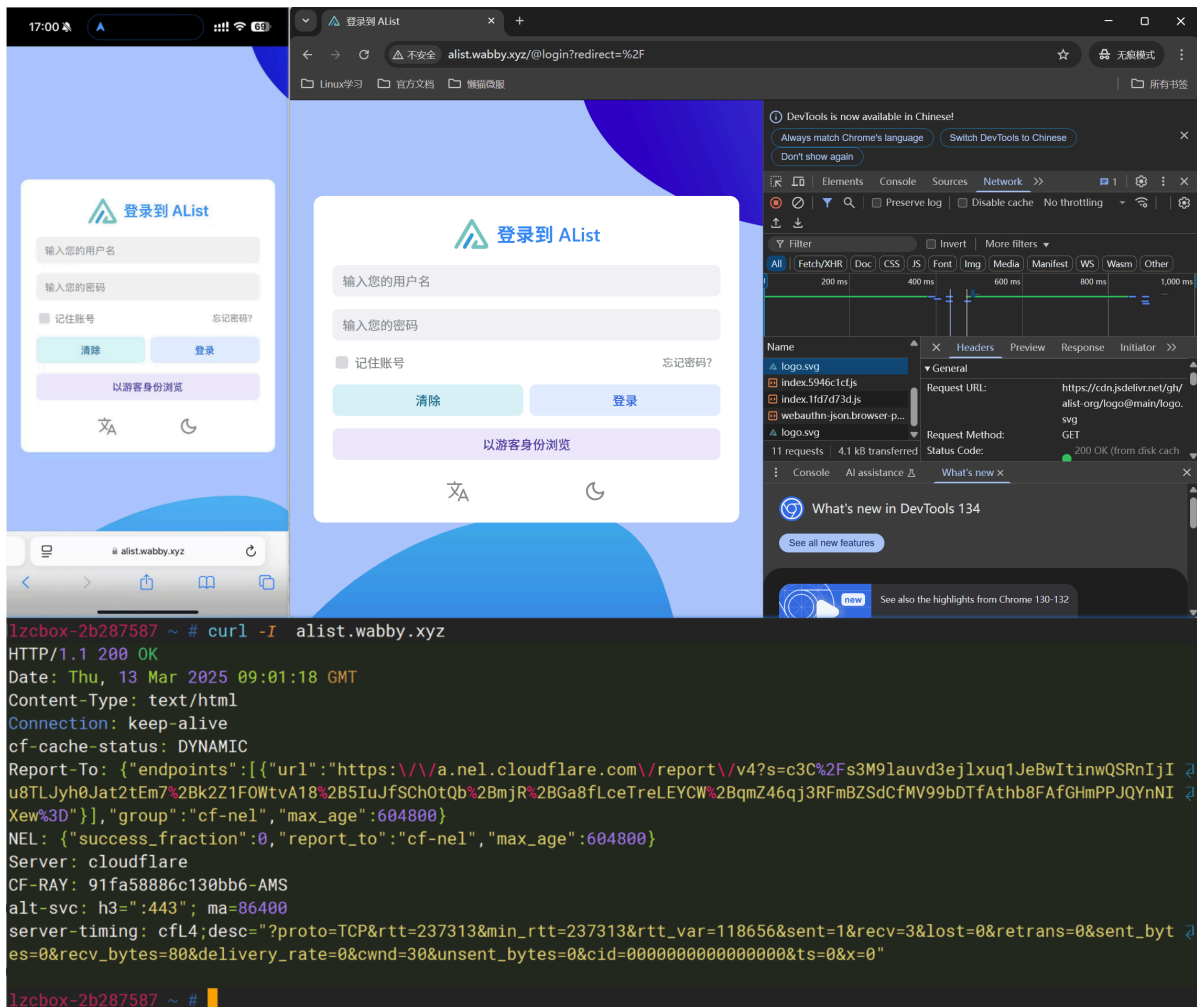 17:00
69
登录到 AList
输入您的用户名
输入您的密码
记住账号
忘记密码?
清除
登录
以游客身份浏览
alist.wabby.xyz
登录到 AList
不安全
alist.wabby.xyz/@login?redirect=%2F
无痕模式
Linux学习
官方文档
懒猫微服
所有书签
登录到 AList
输入您的用户名
输入您的密码
记住账号
忘记密码?
清除
登录
以游客身份浏览
DevTools is now available in Chinese!
Always match Chrome's language
Switch DevTools to Chinese
Don't show again
Elements Console Sources Network 1
Preserve log Disable cache No throttling
Filter Invert More filters
All Fetch/XHR Doc CSS JS Font Img Media Manifest WS Wasm Other
200 ms 400 ms 600 ms 800 ms 1,000 ms
Name
logo.svg
index.5946c1cf.js
index.1fd7d73d.js
webauthn-json.browser-p...
logo.svg
11 requests 4.1 kB transferred
Headers Preview Response Initiator
General
Request URL: https://cdn.jsdelivr.net/gh/
alist-org/logo@main/logo.
svg
Request Method: GET
Status Code: 200 OK (from disk cach
Console AI assistance What's new
What's new in DevTools 134
See all new features
new
See also the highlights from Chrome 130-132
lzcbox-2b287587 ~ # curl -I  alist.wabby.xyz
HTTP/1.1 200 OK
Date: Thu, 13 Mar 2025 09:01:18 GMT
Content-Type: text/html
Connection: keep-alive
cf-cache-status: DYNAMIC
Report-To: {"endpoints":[{"url":"https:\/\/a.nel.cloudflare.com\/report\/v4?s=c3C%2Fs3M9lauvd3ejlxuq1JeBwItinwQSRnIjI
u8TLJyh0Jat2tEm7%2Bk2Z1FOWtvA18%2B5IuJfSChOtQb%2BmjR%2BGa8fLceTreLEYCW%2BqmZ46qj3RFmBZSdCfMV99bDTfAthb8FAfGHmPPJQYnNI
Xew%3D"}],"group":"cf-nel","max_age":604800}
NEL: {"success_fraction":0,"report_to":"cf-nel","max_age":604800}
Server: cloudflare
CF-RAY: 91fa58886c130bb6-AMS
alt-svc: h3=":443"; ma=86400
server-timing: cfL4;desc="?proto=TCP&rtt=237313&min_rtt=237313&rtt_var=118656&sent=1&recv=3&lost=0&retrans=0&sent_byt
es=0&recv_bytes=80&delivery_rate=0&cwnd=30&unsent_bytes=0&cid=0000000000000000&ts=0&x=0"
lzcbox-2b287587 ~ #